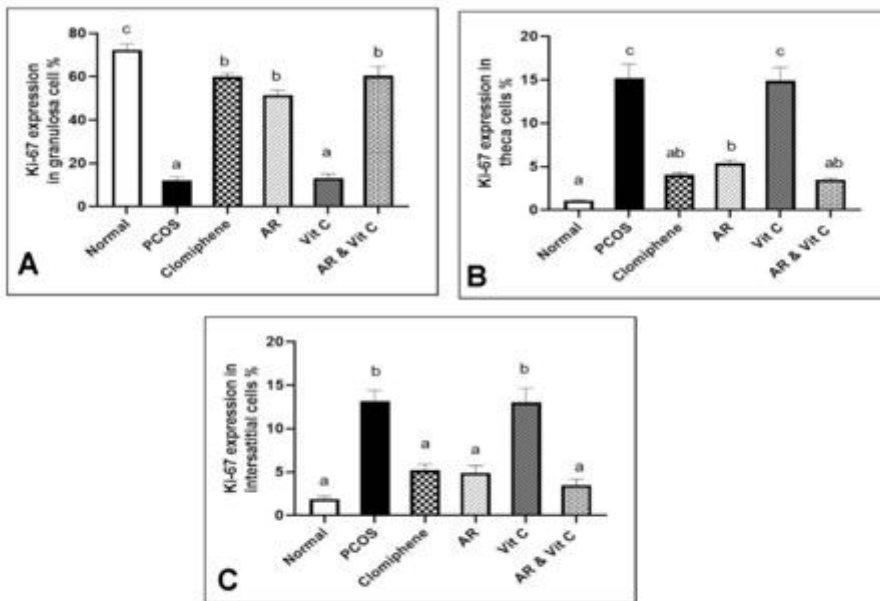 Ki-67 expression
in granulosa cell %
80
60
40
20
0
c
a
b
b
a
b
Normal
PCOS
Clomiphene
AR
Vit C
AR & Vit C
A
Ki-67 expression in
theca cells %
20
15
10
5
0
a
c
ab
b
c
ab
Normal
PCOS
Clomiphene
AR
Vit C
AR & Vit C
B
Ki-67 expression in
intersatitial cells %
20
15
10
5
0
a
b
a
a
b
a
Normal
PCOS
Clomiphene
AR
Vit C
AR & Vit C
C